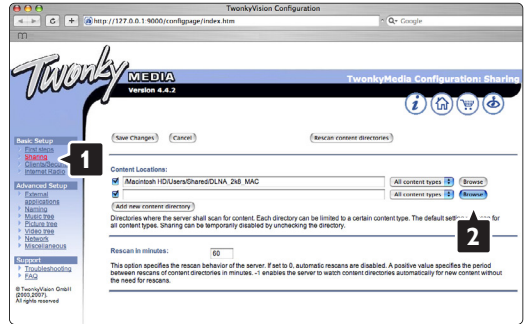 TwonkyVision Configuration
http://127.0.0.1:9000/configpage/index.htm
Google
Twonky MEDIA
Version 4.4.2
TwonkyMedia Configuration: Sharing
Save Changes Cancel Rescan content directories
Basic Setup
First steps
Sharing
Clients/Security
Internet Radio
1
Advanced Setup
External
applications
Naming
Music tree
Picture tree
Video tree
Network
Miscellaneous
Support
Troubleshooting
FAQ
© TwonkyVision GmbH
(2003,2007).
All rights reserved
Content Locations:
/Macintosh HD/Users/Shared/DLNA_2k8_MAC All content types Browse
All content types Browse
Add new content directory
2
Directories where the server shall scan for content. Each directory can be limited to a certain content type. The default for
all content types. Sharing can be temporarily disabled by unchecking the directory.
Rescan in minutes: 60
This option specifies the rescan behavior of the server. If set to 0, automatic rescans are disabled. A positive value specifies the period
between rescans of content directories in minutes. -1 enables the server to watch content directories automatically for new content without
the need for rescans.